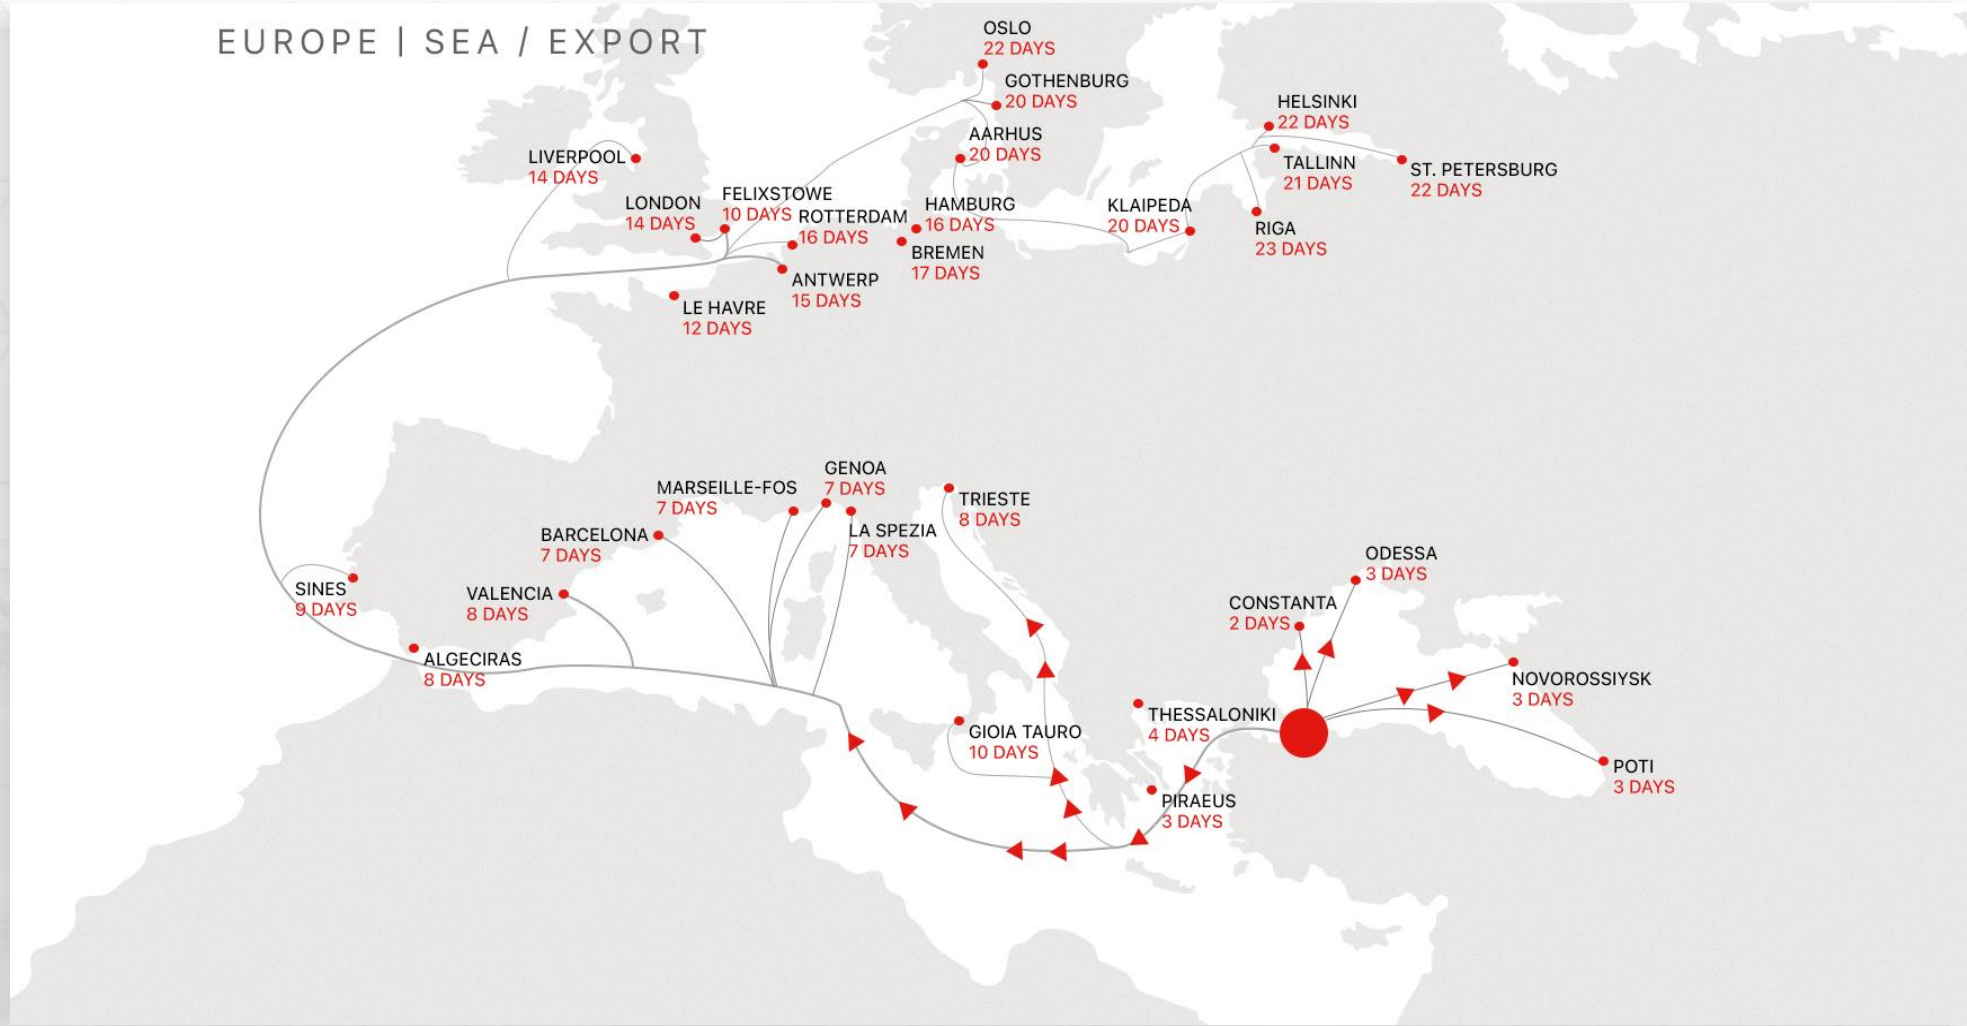 EUROPE | SEA / EXPORT
OSLO
22 DAYS
GOTHENBURG
20 DAYS
AARHUS
20 DAYS
HELSINKI
22 DAYS
TALLINN
21 DAYS
ST. PETERSBURG
22 DAYS
LIVERPOOL
14 DAYS
LONDON
14 DAYS
FELIXSTOWE
10 DAYS
ROTTERDAM
16 DAYS
HAMBURG
16 DAYS
BREMEN
17 DAYS
KLAIPEDA
20 DAYS
RIGA
23 DAYS
ANTWERP
15 DAYS
LE HAVRE
12 DAYS
GENOA
7 DAYS
MARSEILLE-FOS
7 DAYS
TRIESTE
8 DAYS
BARCELONA
7 DAYS
LA SPEZIA
7 DAYS
SINES
9 DAYS
VALENCIA
8 DAYS
ALGECIRAS
8 DAYS
ODESSA
3 DAYS
CONSTANTA
2 DAYS
NOVOROSSIYSK
3 DAYS
THESSALONIKI
4 DAYS
GIOIA TAURO
10 DAYS
POTI
3 DAYS
PIRAEUS
3 DAYS